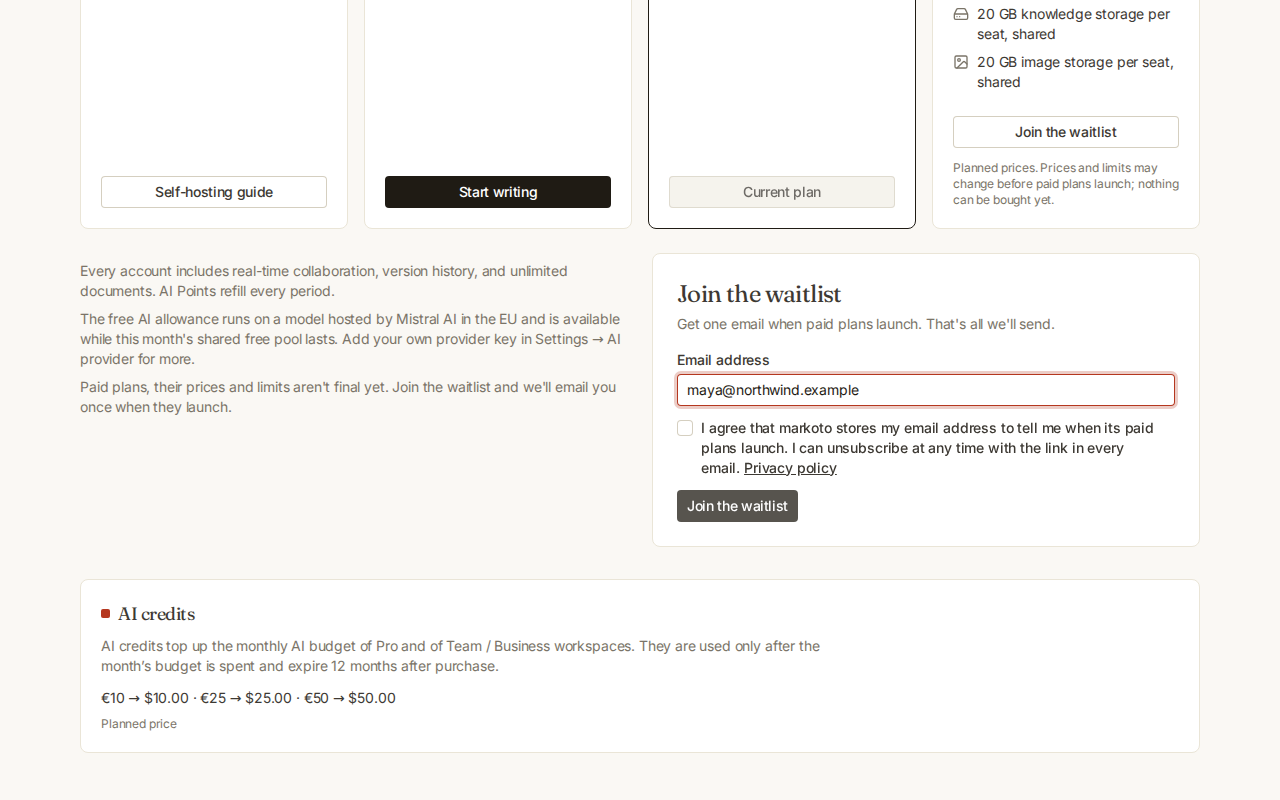 20 GB knowledge storage per
seat, shared
20 GB image storage per seat,
shared
Join the waitlist
Planned prices. Prices and limits may
change before paid plans launch; nothing
can be bought yet.
Self-hosting guide
Start writing
Current plan
Every account includes real-time collaboration, version history, and unlimited
documents. AI Points refill every period.
The free AI allowance runs on a model hosted by Mistral AI in the EU and is available
while this month's shared free pool lasts. Add your own provider key in Settings → AI
provider for more.
Paid plans, their prices and limits aren't final yet. Join the waitlist and we'll email you
once when they launch.
Join the waitlist
Get one email when paid plans launch. That's all we'll send.
Email address
maya@northwind.example
I agree that markoto stores my email address to tell me when its paid
plans launch. I can unsubscribe at any time with the link in every
email. Privacy policy
Join the waitlist
AI credits
AI credits top up the monthly AI budget of Pro and of Team / Business workspaces. They are used only after the
month's budget is spent and expire 12 months after purchase.
€10 → $10.00 · €25 → $25.00 · €50 → $50.00
Planned price